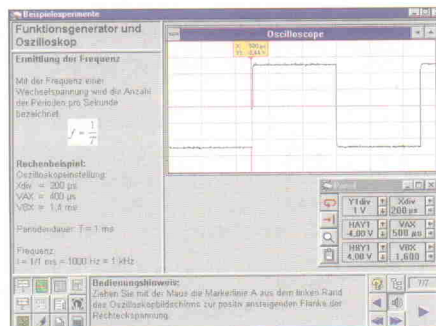 Beispielexperimente
Funktionsgenerator und
Oszilloskop
Ermittlung der Frequenz
Mit der Frequenz einer
Wechselspannung wird die Anzahl
der Perioden pro Sekunde
bezeichnet.
f = 1/T
Rechenbeispiel:
Oszilloskopeinstellung:
Xdiv = 200 µs
VAX = 400 µs
VBX = 1,4 ms
Periodendauer: T = 1 ms
Frequenz:
f = 1/1 ms = 1000 Hz = 1 kHz
Oscilloscope
X: 500 µs
Panel
Y1div
1 V
Xdiv
200 µs
HAY1
-4,00 V
VAX
500 µs
HBY1
-4,00 V
VBX
1,600
Bedienungshinweis:
Ziehen Sie mit der Maus die Markerlinie A aus dem linken Rand
des Oszilloskopbildschirms zur positiv ansteigenden Flanke der
Rechteckspannung.
7/7